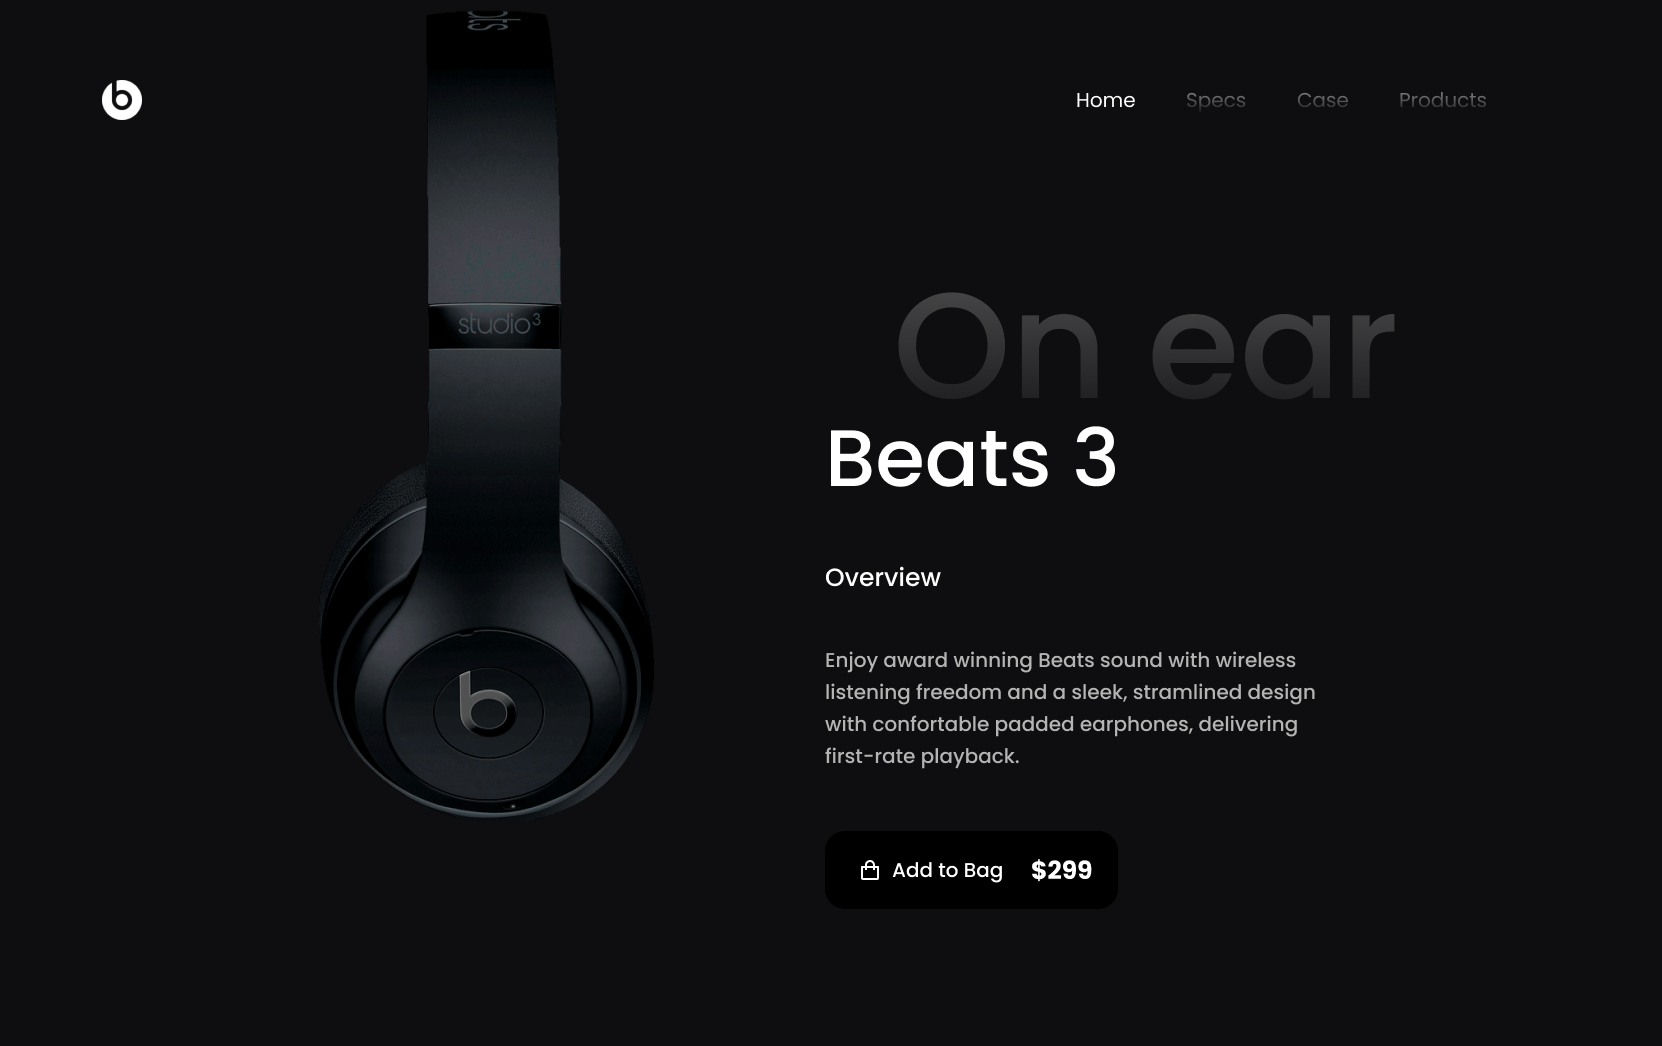 Home
Specs
Case
Products
On ear
studio3
Beats 3
Overview
Enjoy award winning Beats sound with wireless
listening freedom and a sleek, stramlined design
with confortable padded earphones, delivering
first-rate playback.
Add to Bag $299